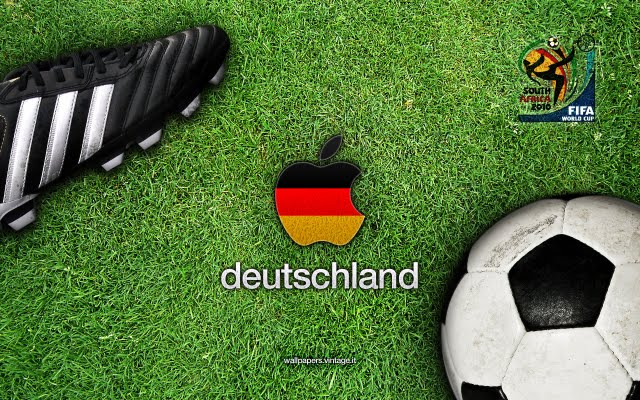 SOUTH
AFRICA
2010
FIFA
WORLD CUP
deutschland
wallpapers.vintage.it